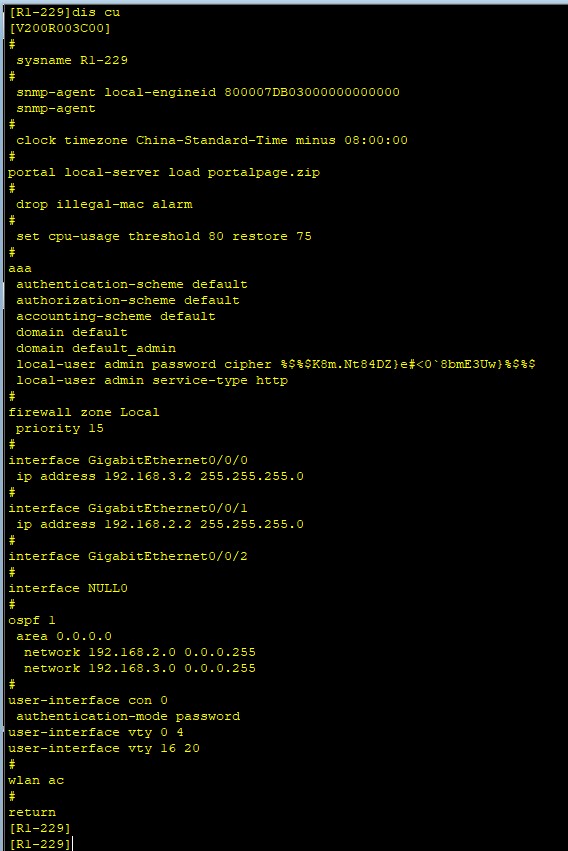 [R1-229]dis cu
[V200R003C00]
#
 sysname R1-229
#
 snmp-agent local-engineid 800007DB03000000000000
 snmp-agent
#
 clock timezone China-Standard-Time minus 08:00:00
#
portal local-server load portalpage.zip
#
 drop illegal-mac alarm
#
 set cpu-usage threshold 80 restore 75
#
aaa
 authentication-scheme default
 authorization-scheme default
 accounting-scheme default
 domain default
 domain default_admin
 local-user admin password cipher %$%$K8m.Nt84DZ}e#<0`8bmE3Uw}%$%$
 local-user admin service-type http
#
firewall zone Local
 priority 15
#
interface GigabitEthernet0/0/0
 ip address 192.168.3.2 255.255.255.0
#
interface GigabitEthernet0/0/1
 ip address 192.168.2.2 255.255.255.0
#
interface GigabitEthernet0/0/2
#
interface NULL0
#
ospf 1
 area 0.0.0.0
  network 192.168.2.0 0.0.0.255
  network 192.168.3.0 0.0.0.255
#
user-interface con 0
 authentication-mode password
user-interface vty 0 4
user-interface vty 16 20
#
wlan ac
#
return
[R1-229]
[R1-229]